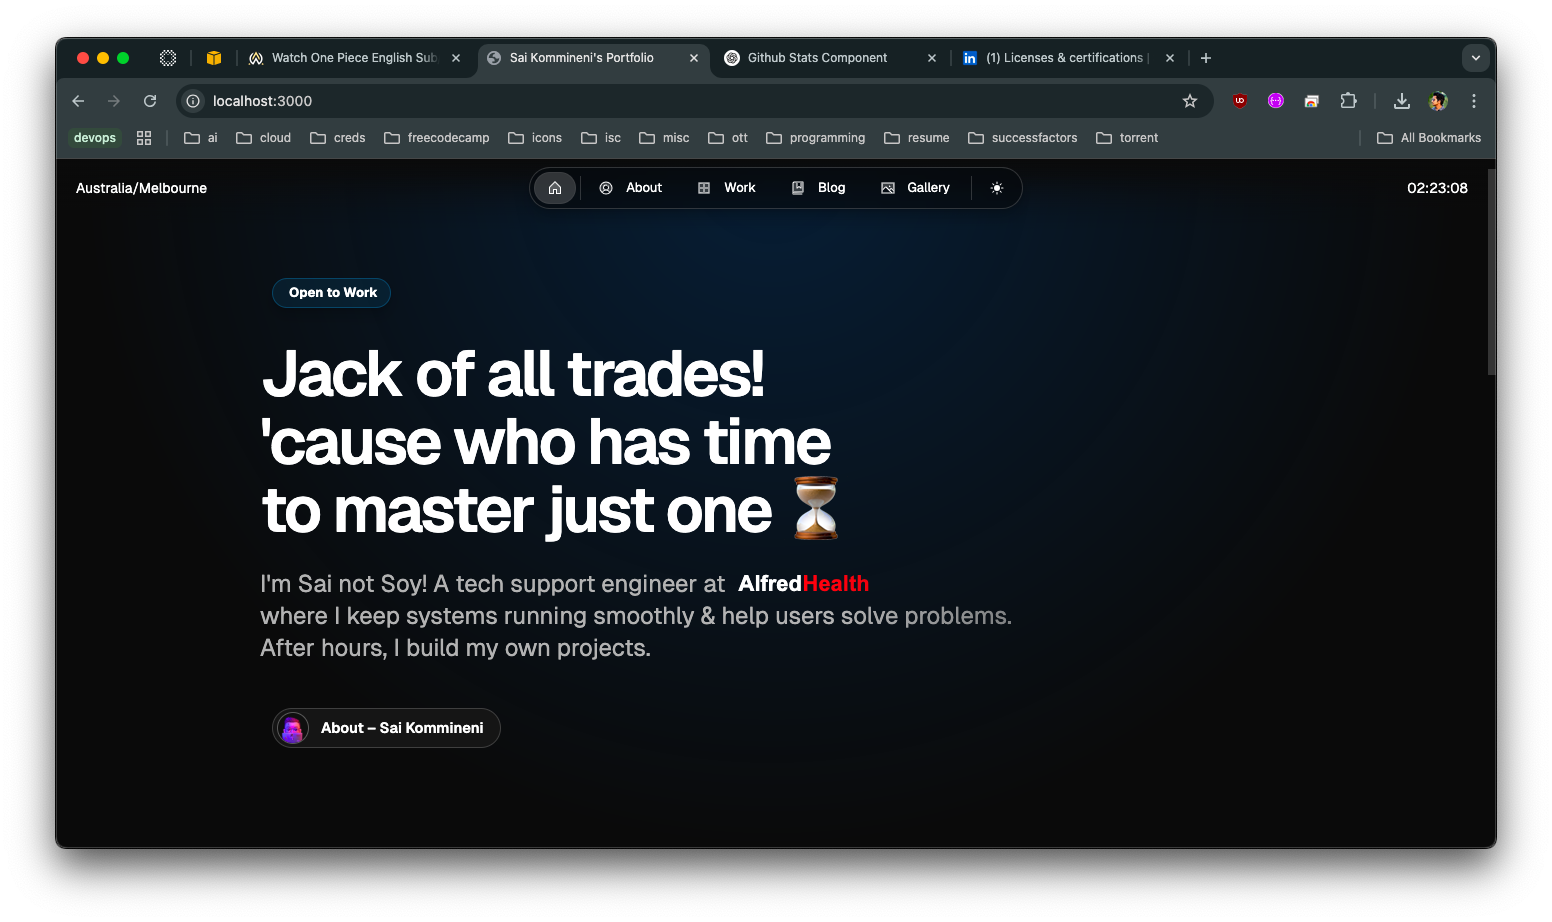 Watch One Piece English Sub
Sai Kommineni's Portfolio
Github Stats Component
in (1) Licenses & certifications |
localhost:3000
devops
ai
cloud
creds
freecodecamp
icons
isc
misc
ott
programming
resume
successfactors
torrent
All Bookmarks
Australia/Melbourne
About
Work
Blog
Gallery
02:23:08
Open to Work
Jack of all trades!
'cause who has time
to master just one ⏳
I'm Sai not Soy! A tech support engineer at AlfredHealth
where I keep systems running smoothly & help users solve problems.
After hours, I build my own projects.
About – Sai Kommineni